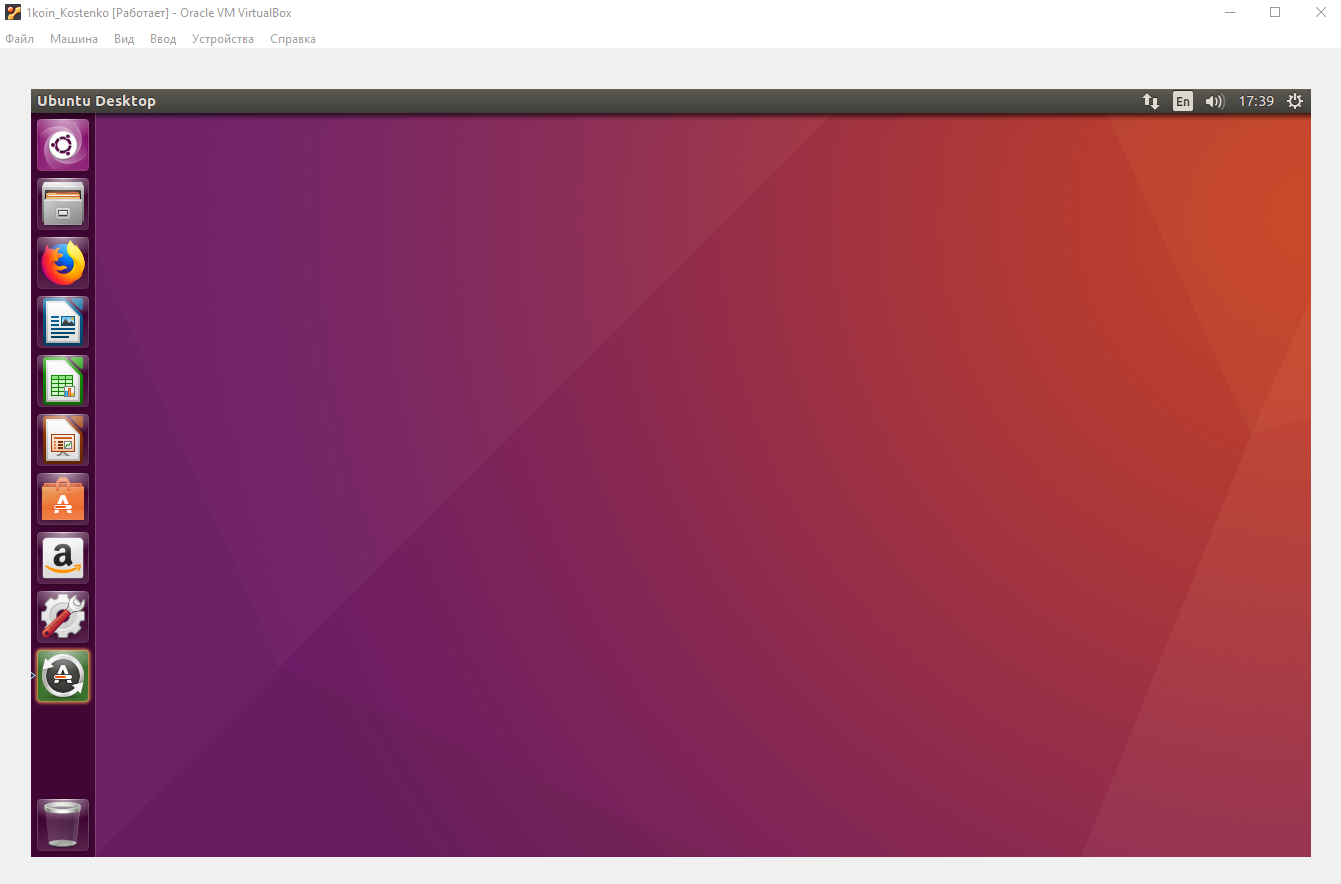 1koin_Kostenko [Работает] - Oracle VM VirtualBox
Файл Машина Вид Ввод Устройства Справка
Ubuntu Desktop En 17:39
a